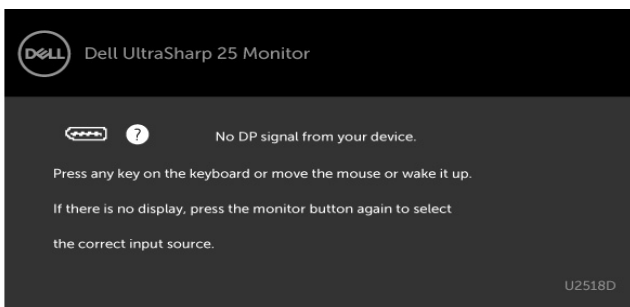 DELL Dell UltraSharp 25 Monitor
? No DP signal from your device.
Press any key on the keyboard or move the mouse or wake it up.
If there is no display, press the monitor button again to select
the correct input source.
U2518D